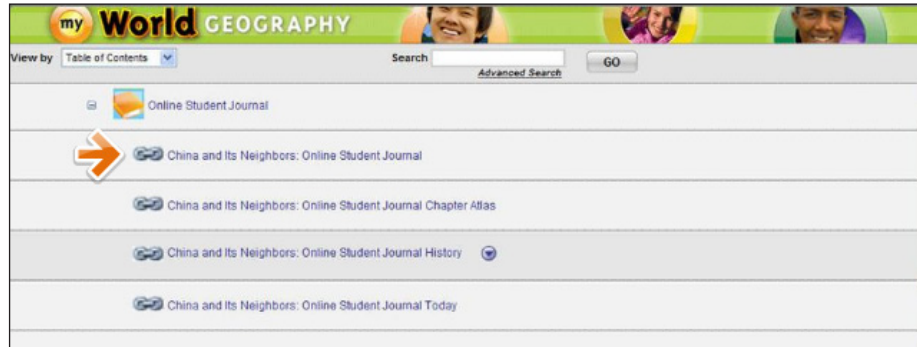 my World GEOGRAPHY
View by Table of Contents Search GO
Advanced Search
Online Student Journal
China and Its Neighbors: Online Student Journal
China and Its Neighbors: Online Student Journal Chapter Atlas
China and Its Neighbors: Online Student Journal History
China and Its Neighbors: Online Student Journal Today